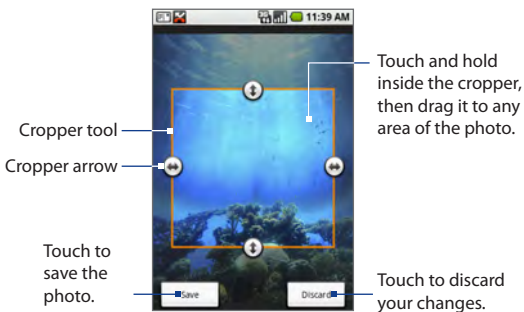 11:39 AM
Touch and hold
inside the cropper,
then drag it to any
area of the photo.
Cropper tool
Cropper arrow
Touch to
save the
photo.
Save
Discard
Touch to discard
your changes.